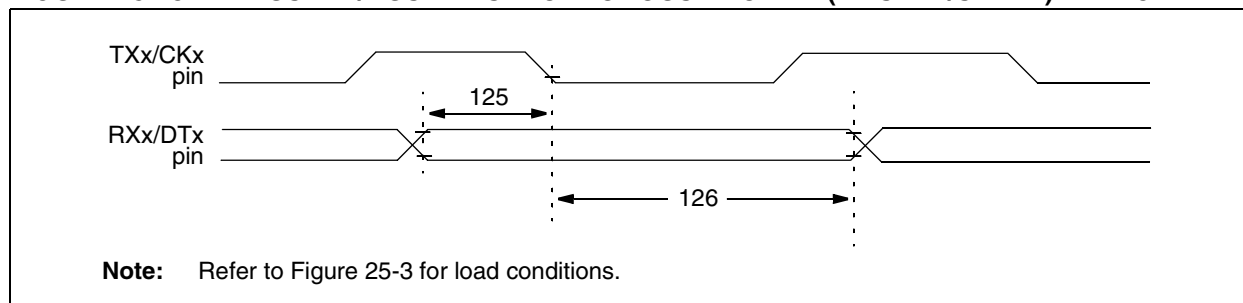 TXx/CKx
pin
125
RXx/DTx
pin
126
Note: Refer to Figure 25-3 for load conditions.